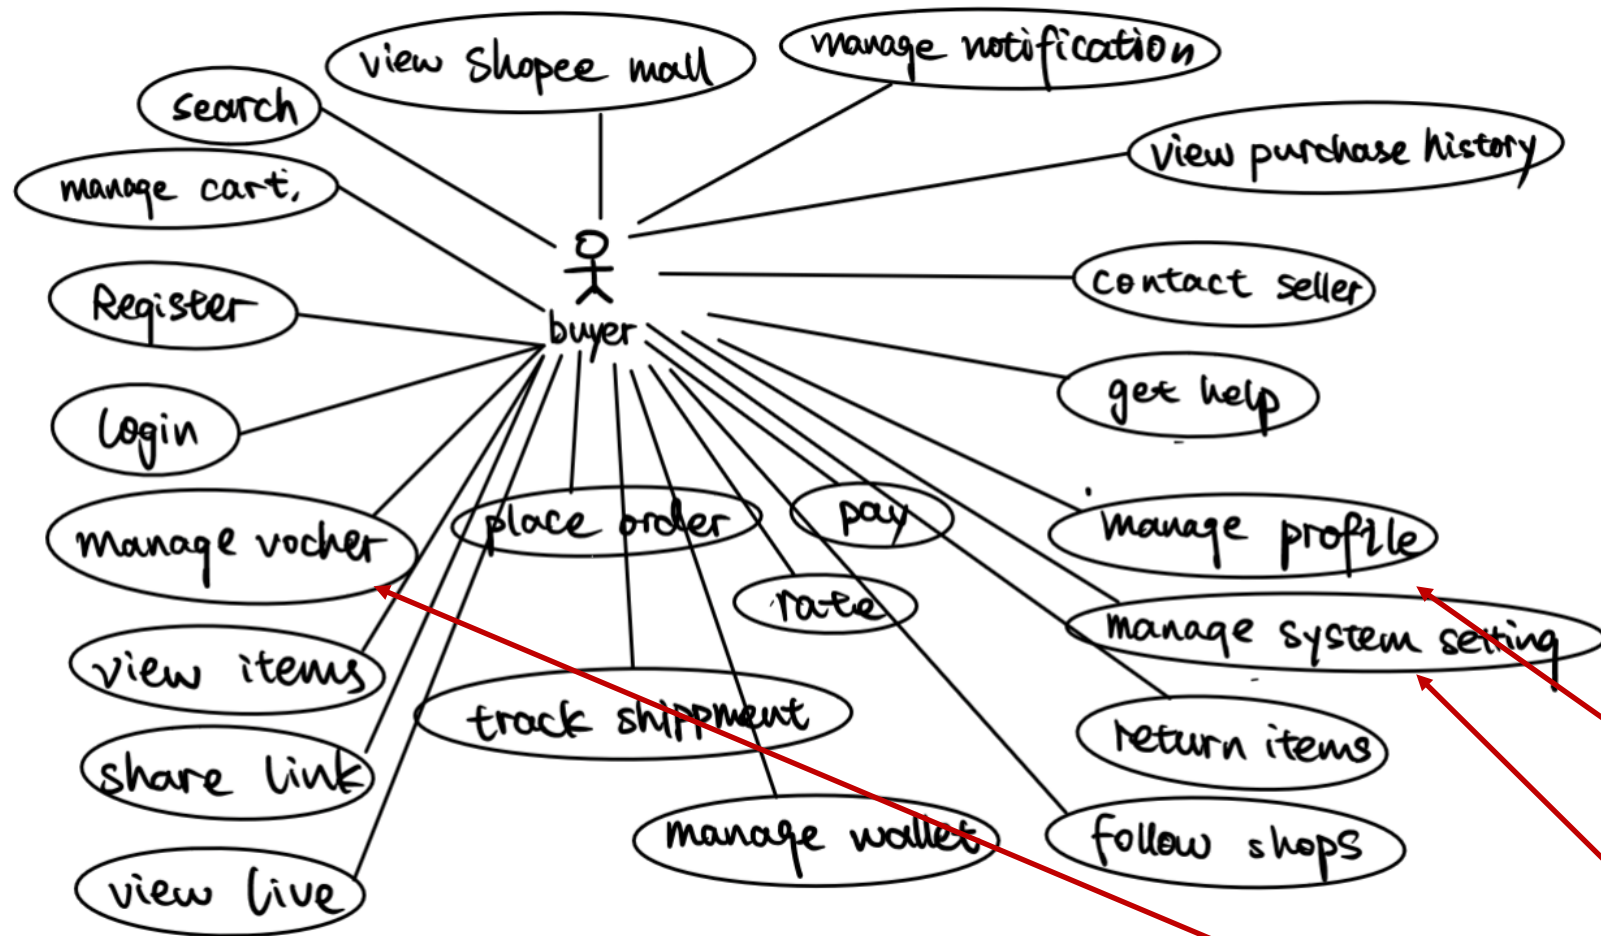 view Shopee mall
manage notification
search
view purchase history
manage cart.
contact seller
Register
buyer
get help
login
place order
pay
manage profile
manage vocher
rate
manage system setting
view items
track shippment
return items
share link
manage wallet
follow shops
view live